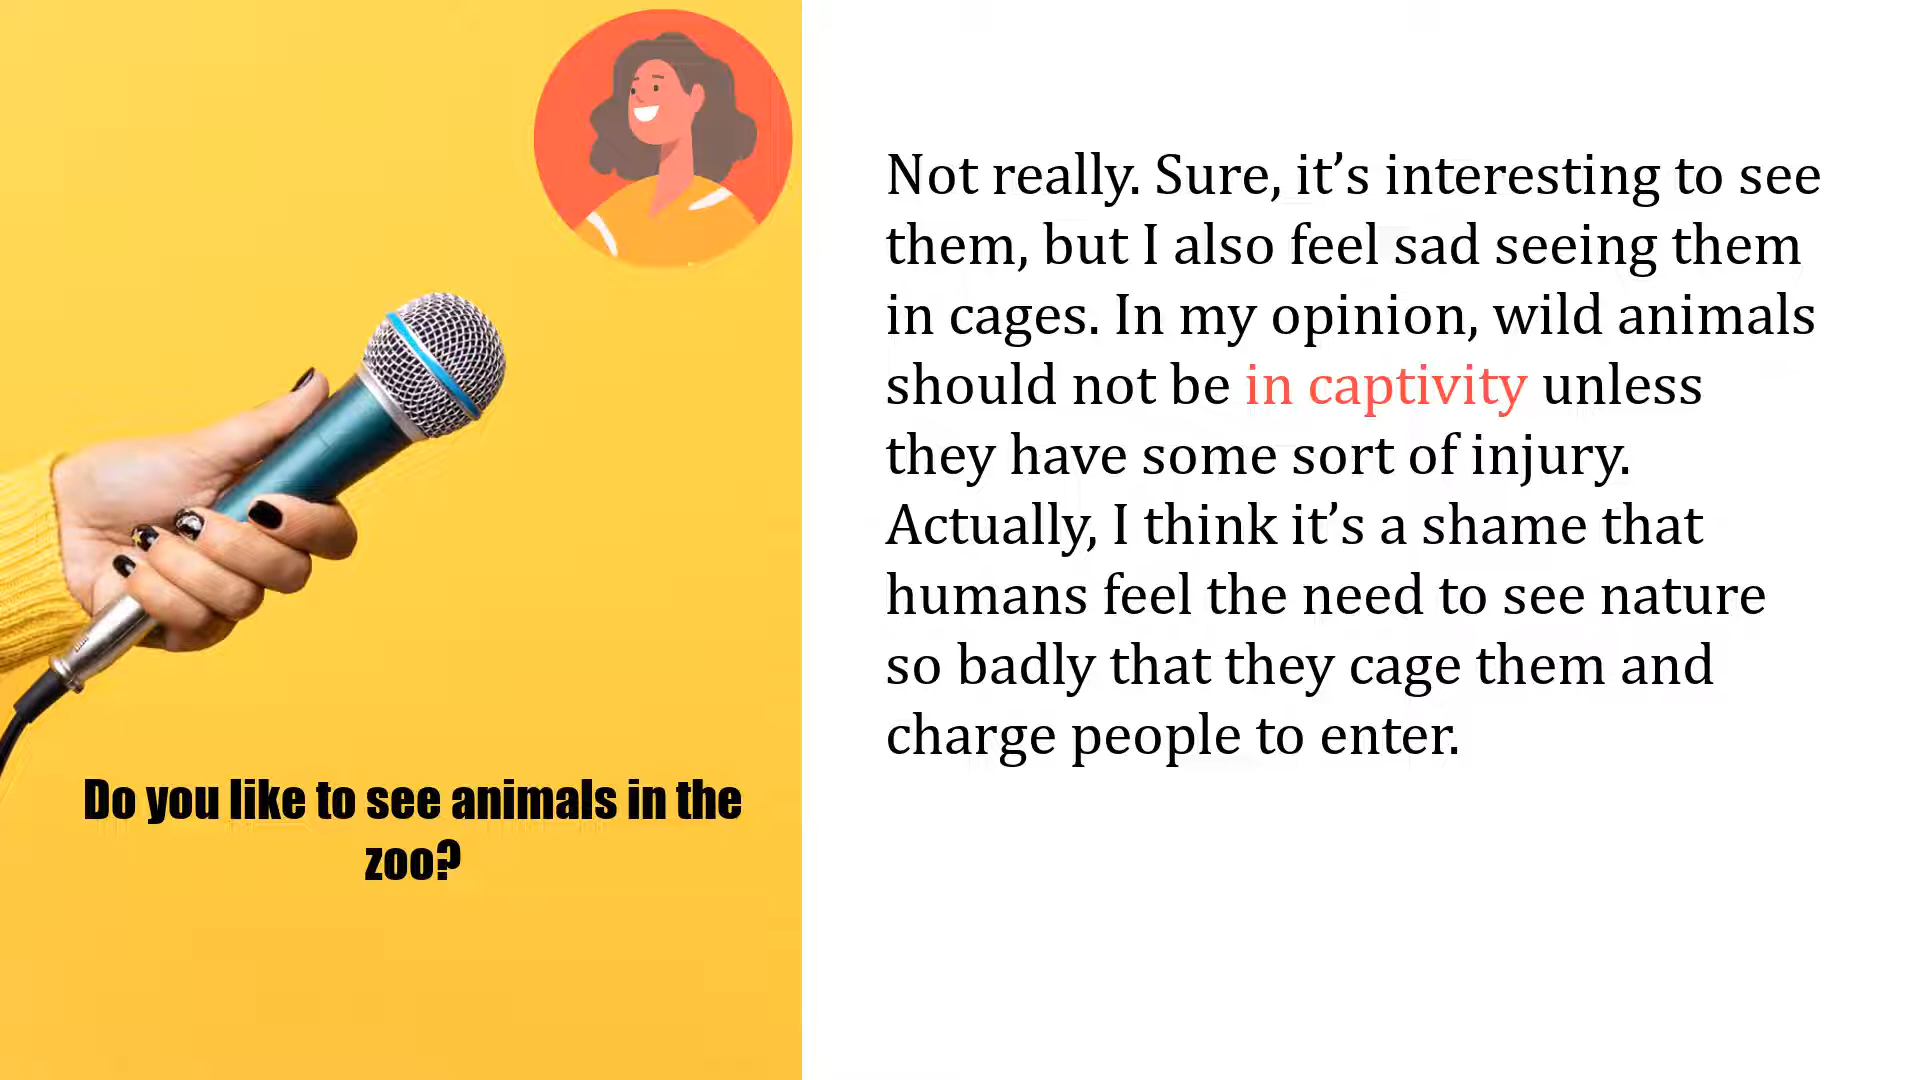 Do you like to see animals in the
zoo?
Not really. Sure, it’s interesting to see
them, but I also feel sad seeing them
in cages. In my opinion, wild animals
should not be in captivity unless
they have some sort of injury.
Actually, I think it’s a shame that
humans feel the need to see nature
so badly that they cage them and
charge people to enter.